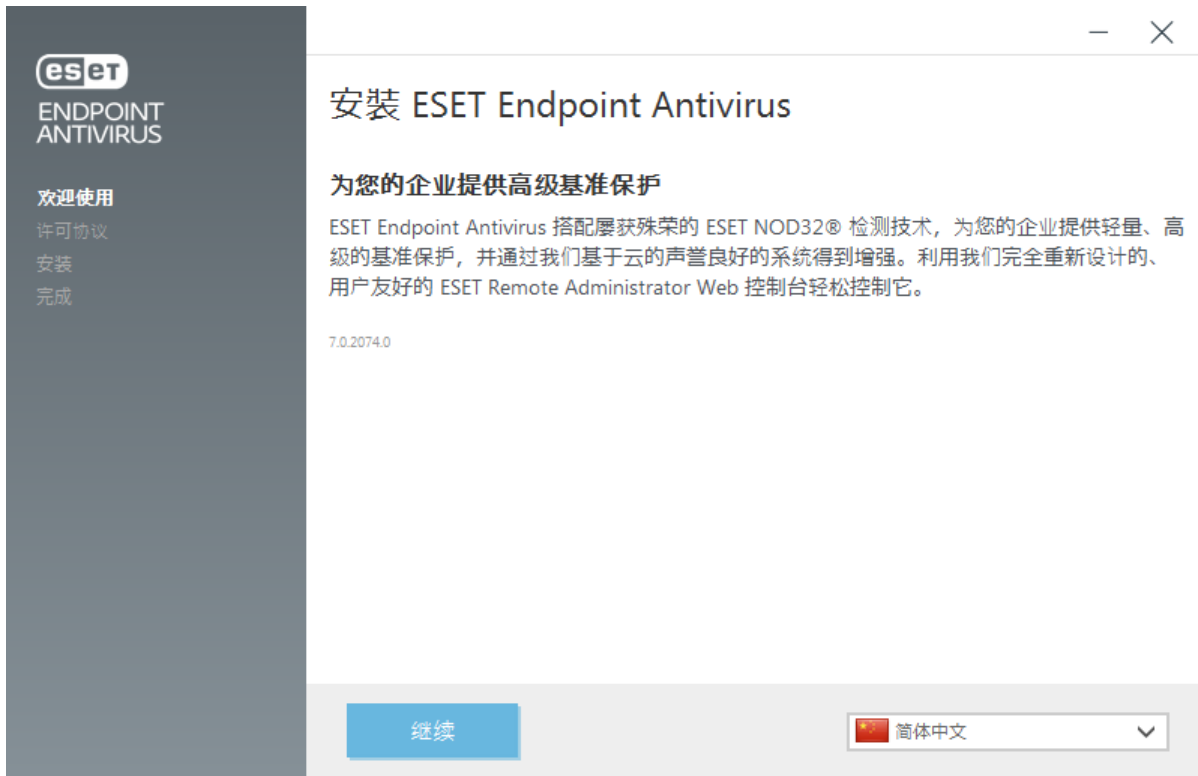 eset
ENDPOINT
ANTIVIRUS
欢迎使用
许可协议
安装
完成
安装 ESET Endpoint Antivirus
为您的企业提供高级基准保护
ESET Endpoint Antivirus 搭配屡获殊荣的 ESET NOD32® 检测技术，为您的企业提供轻量、高
级的基准保护，并通过我们基于云的声誉良好的系统得到增强。利用我们完全重新设计的、
用户友好的 ESET Remote Administrator Web 控制台轻松控制它。
7.0.2074.0
继续
简体中文